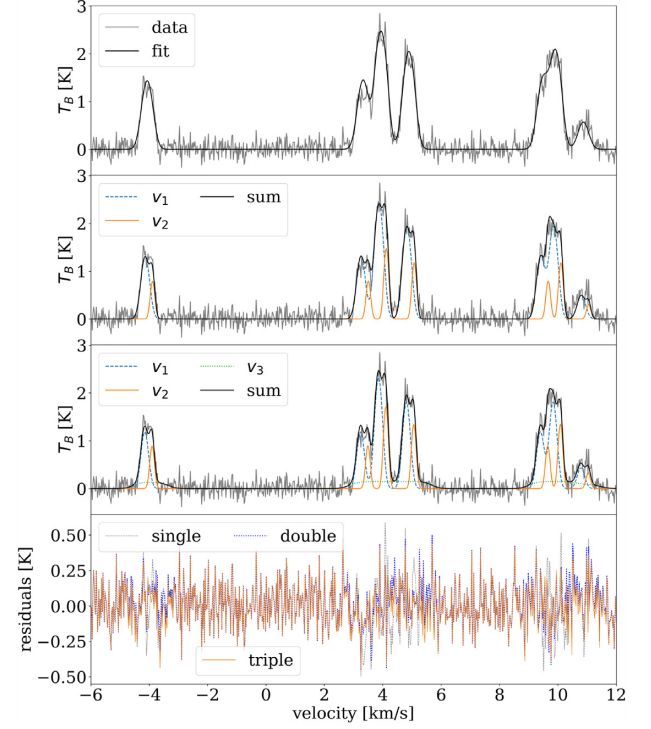 3
data
fit
2
T_B [K]
1
0
3
v_1 sum
v_2
2
T_B [K]
1
0
3
v_1 v_3
v_2 sum
2
T_B [K]
1
0
single double
0.50
0.25
residuals [K]
0.00
−0.25
triple
−0.50
−6 −4 −2 0 2 4 6 8 10 12
velocity [km/s]